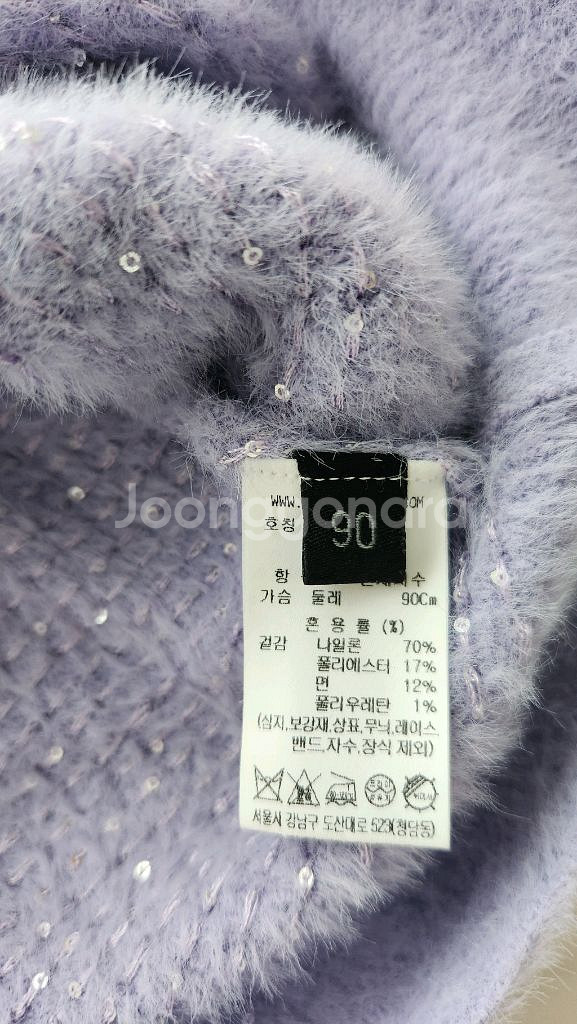 www. .com
Joongonara
호칭
90
항
가슴 둘레 90Cm
혼 용 률 (%)
겉감 나일론 70%
폴리에스터 17%
면 12%
폴리우레탄 1%
(심지,보강재,상표,무늬,레이스
밴드,자수,장식 제외)
서울시 강남구 도산대로 523(청담동)